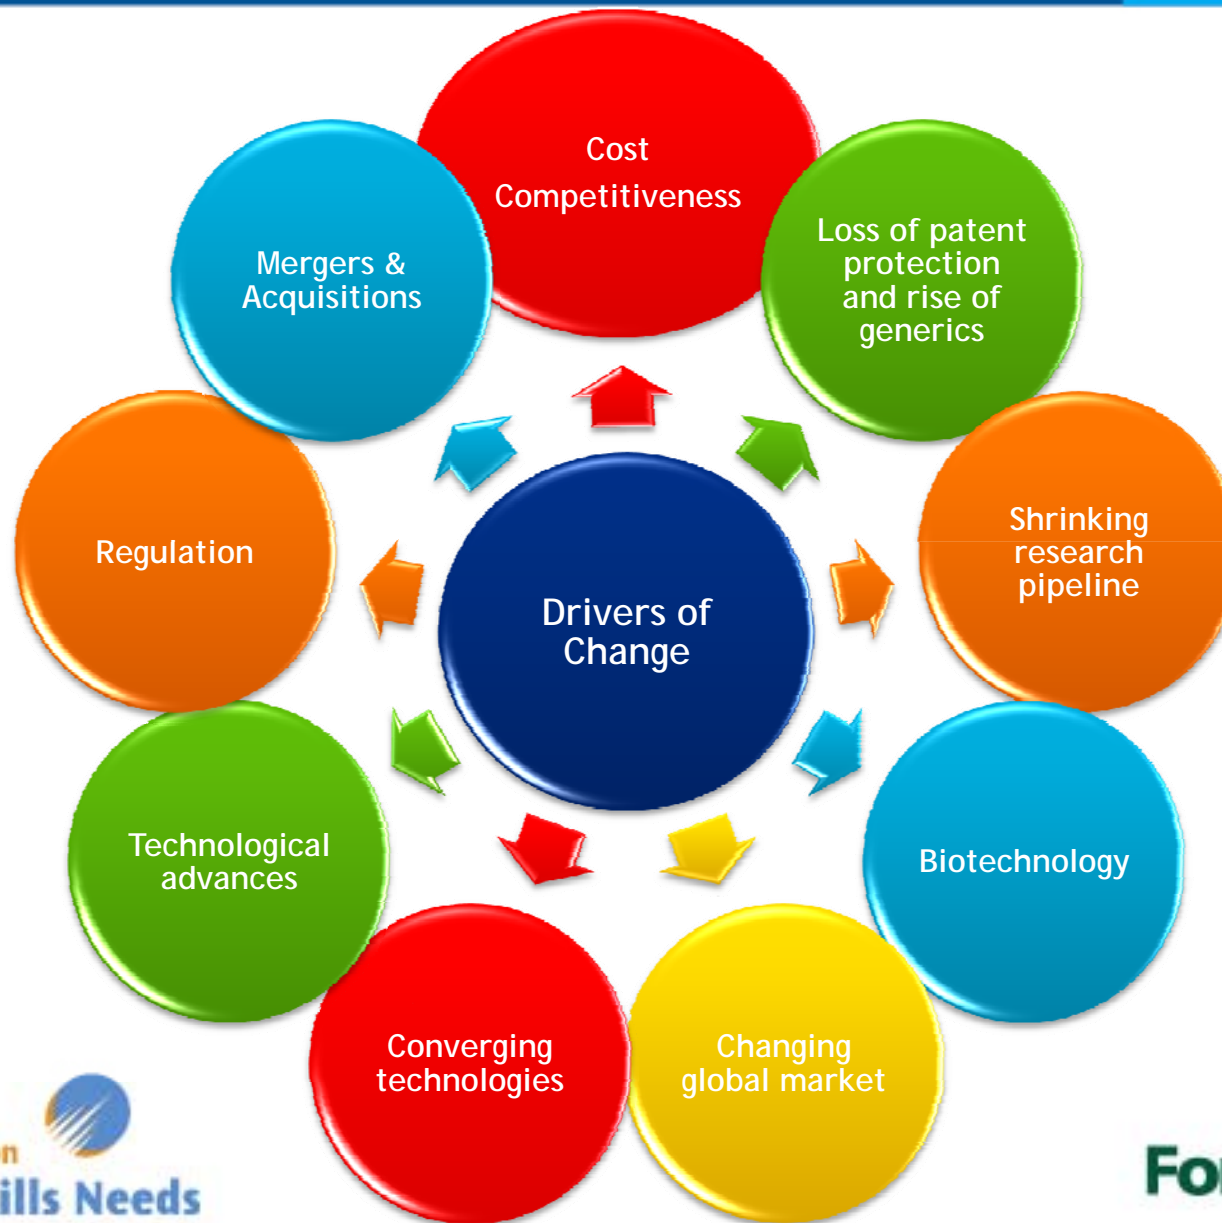 Cost
Competitiveness
Loss of patent
protection
and rise of
generics
Mergers &
Acquisitions
Shrinking
research
pipeline
Regulation
Drivers of
Change
Technological
advances
Biotechnology
Converging
technologies
Changing
global market
Needs